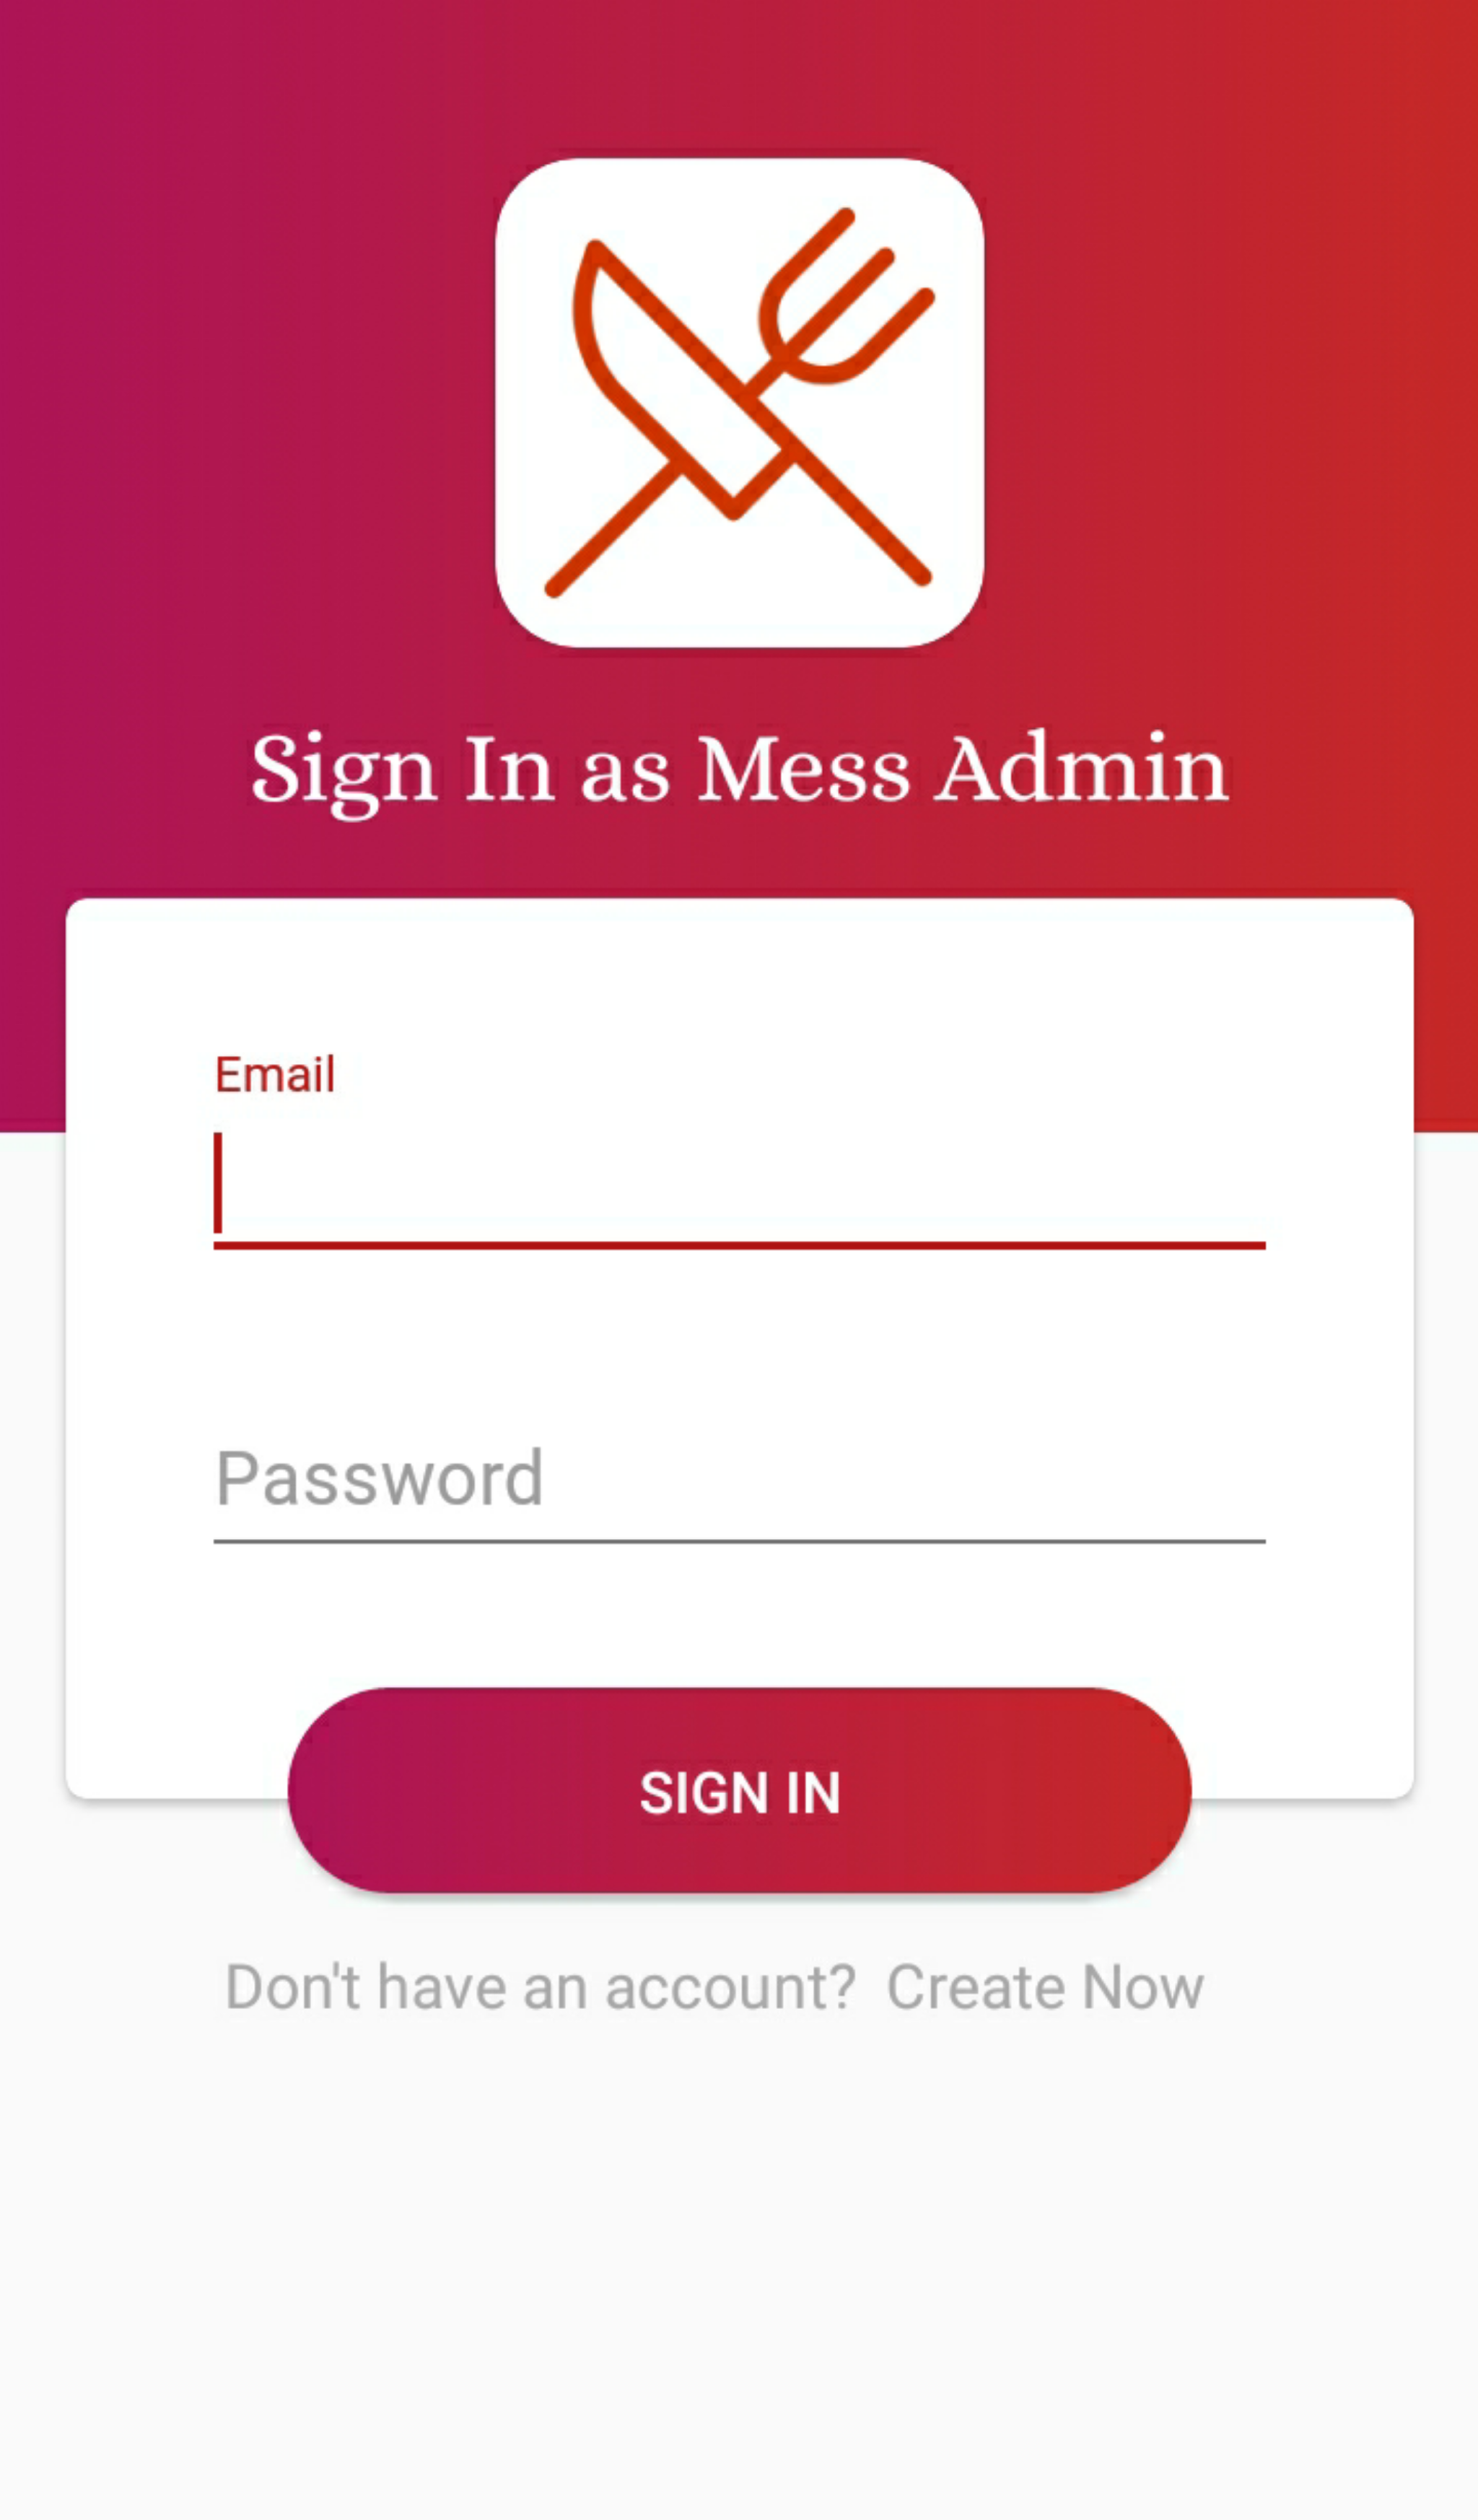 Sign In as Mess Admin
Email
Password
SIGN IN
Don't have an account? Create Now